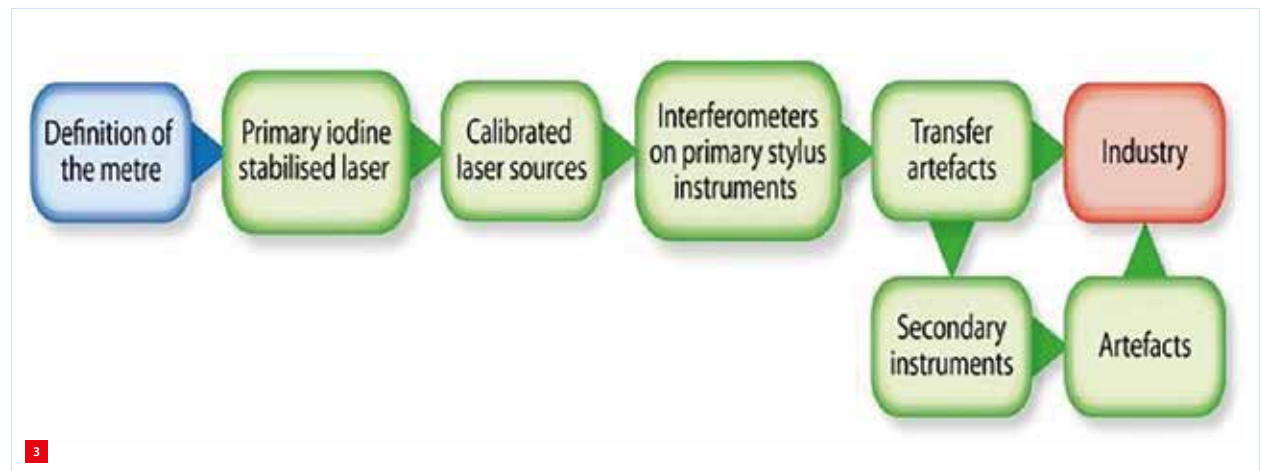 Definition of
the metre
Primary iodine
stabilised laser
Calibrated
laser sources
Interferometers
on primary stylus
instruments
Transfer
artefacts
Industry
Secondary
instruments
Artefacts
3